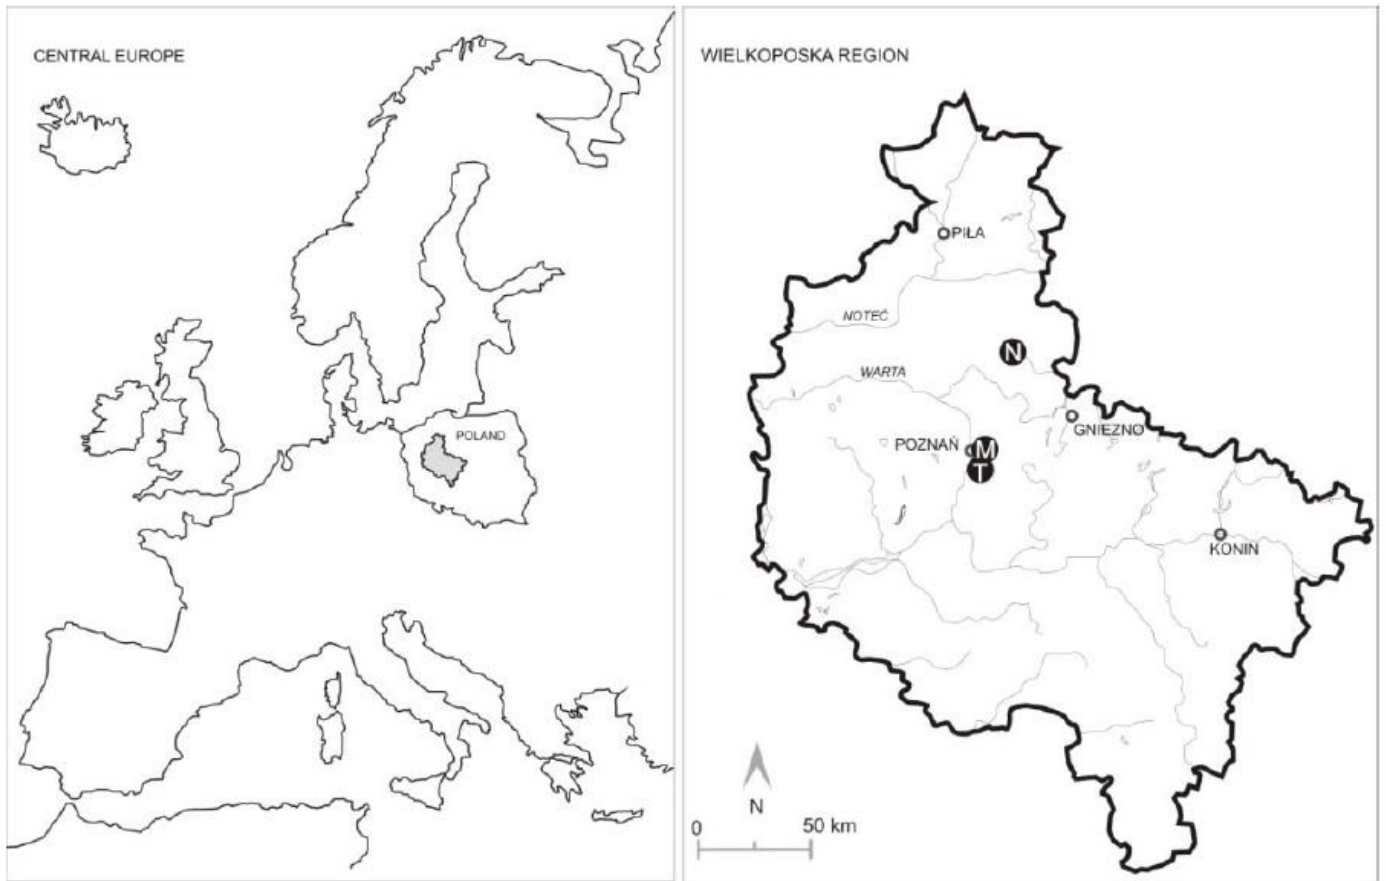 CENTRAL EUROPE
POLAND
WIELKOPOSKA REGION
PIŁA
NOTEĆ
N
WARTA
GNIEZNO
POZNAŃ
M
T
KONIN
N
0 50 km